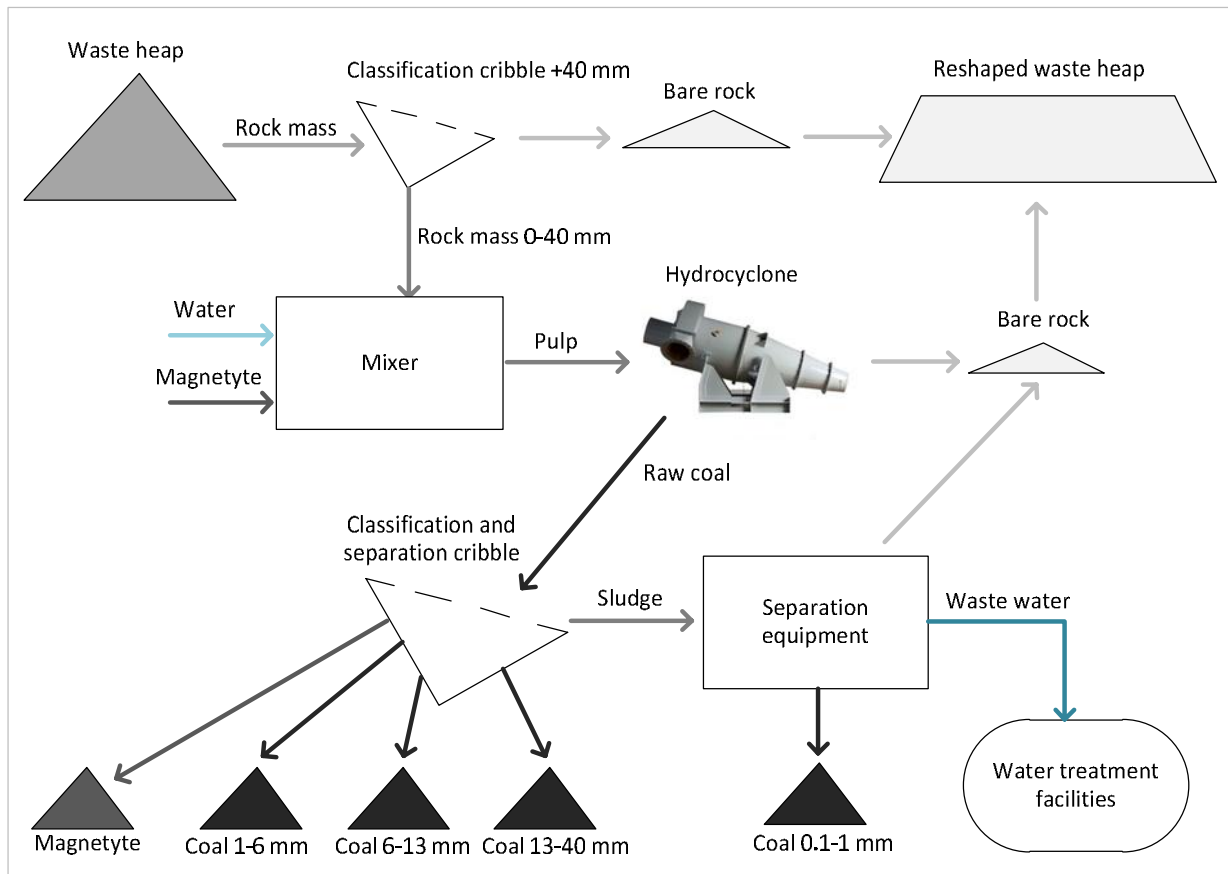 Waste heap
Classification cribble +40 mm
Bare rock
Reshaped waste heap
Rock mass
Rock mass 0-40 mm
Hydrocyclone
Water
Magnetyte
Mixer
Pulp
Bare rock
Raw coal
Classification and
separation cribble
Sludge
Separation
equipment
Waste water
Water treatment
facilities
Magnetyte
Coal 1-6 mm
Coal 6-13 mm
Coal 13-40 mm
Coal 0.1-1 mm